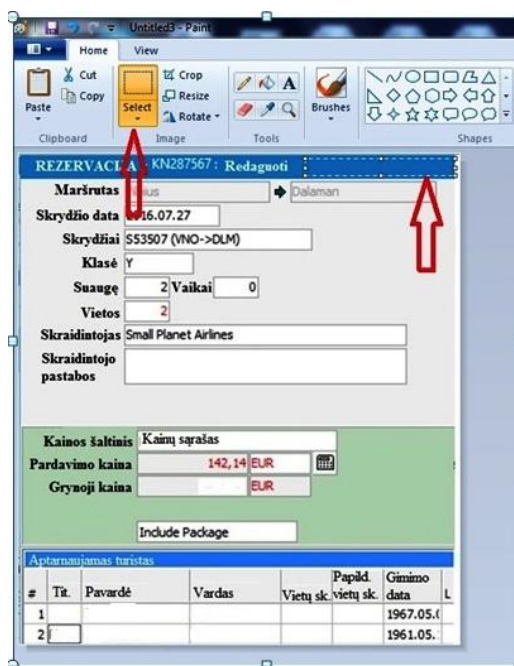 Untitled3 - Paint
Home View
Paste
Cut
Copy
Select
Crop
Resize
Rotate
A
Brushes
Clipboard Image Tools Shapes
REZERVACIJA KN287567: Redaguoti
Maršrutas Dalaman
Skrydžio data 2016.07.27
Skrydžiai S53507 (VNO->DLM)
Klasė Y
Suaugę 2 Vaikai 0
Vietos 2
Skraidintojas Small Planet Airlines
Skraidintojo
pastabos
Kainos šaltinis Kainų sąrašas
Pardavimo kaina 142,14 EUR
Grynoji kaina EUR
Include Package
Aptarnaujamas turistas
# Tit. Pavardė Vardas Vietų sk. Papild. vietų sk. Gimimo data L
1 1967.05.
2 1961.05.